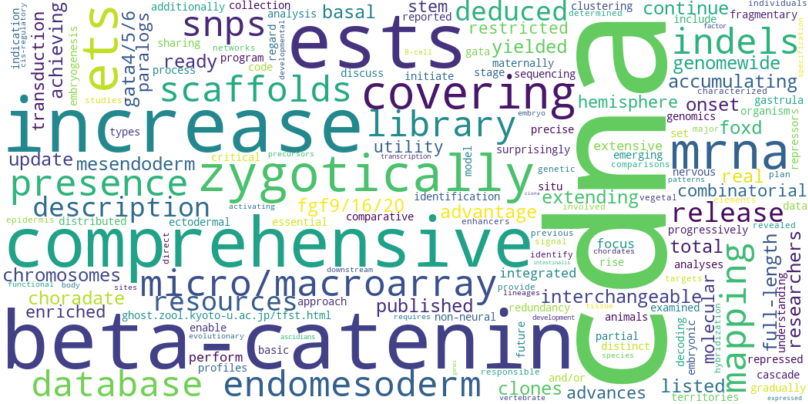 indication
cis-regulatory
transduction
achieving
embryogenesis
ets
gata4/5/6
paralogs
additionally
collection
sharing
networks
process
snps
analysis
regard
evolutionary
ready
program
code
developmental
basal
stem
reported
clustering
determined
factor
individuals
deduced
continue
include
fragmentary
restricted
gata
8-cell
yielded
discuss
initiate
maternally
stage
sequencing
ests
scaffolds
covering
cdna
indels
genomewide
accumulating
hemisphere
characterized
onset
gastrula
genomics
organism
repressors
increase
library
studies
types
critical
precursors
utility
transcription
model
embryo
precise
surprisingly
extensive
emerging
comparisons
foxd
set
major
mrna
nervous
plan
patterns
real
elements
data
combinatorial
update
mesendoderm
presence
zygotically
identification
situ
genetic
extending
involved
vegetal
description
fgf9/16/20
advantage
enhancers
activating
epidermis
distributed
ectodermal
essential
comparative
signal
previous
identify
focus
chordates
rise
release
progressively
revealed
total
analyses
comprehensive
direct
downstream
integrated
intestinalis
provide
lineages
redundancy
interchangeable
animals
examined
targets
tissue
chromosomes
functional
body
sites
micro/macroarray
choradate
resources
approach
published
enriched
ghost.zool.kyoto-u.ac.jp/tfst.html
enable
non-neural
beta-catenin
requires
development
future
partial
distinct
species
decoding
embryonic
molecular
hybridization
mapping
full-length
understanding
researchers
repressed
cascade
gradually
expressed
perform
basic
profiles
ascidians
evolutionary
responsible
and/or
database
endomesoderm
clones
vertebrate
advances
listed
territories